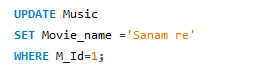 UPDATE Music
SET Movie_name ='Sanam re'
WHERE M_Id=1;